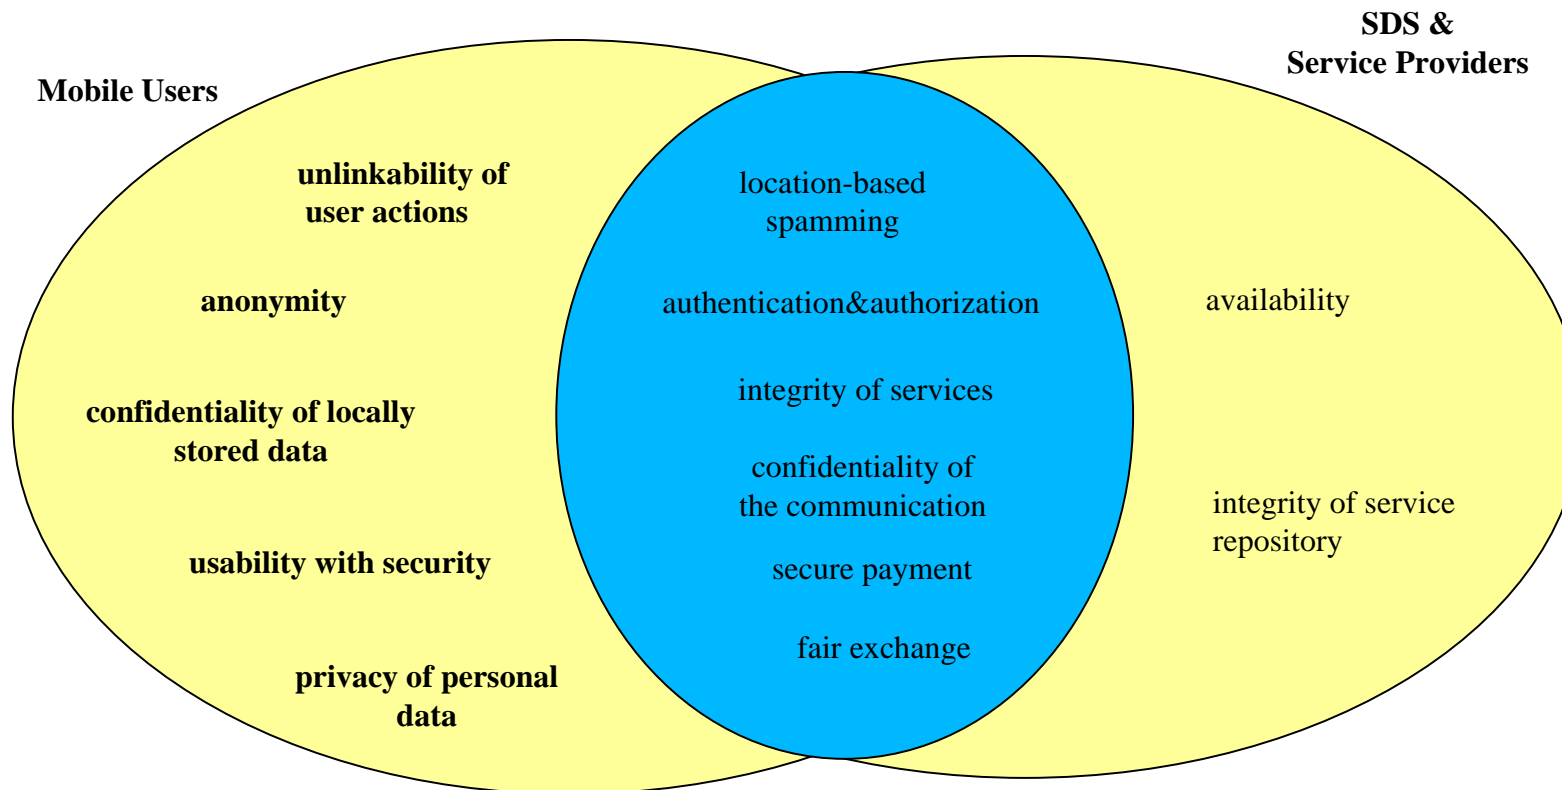 SDS &
Service Providers
Mobile Users
unlinkability of
user actions
anonymity
confidentiality of locally
stored data
usability with security
privacy of personal
data
location-based
spamming
authentication&authorization
integrity of services
confidentiality of
the communication
secure payment
fair exchange
availability
integrity of service
repository